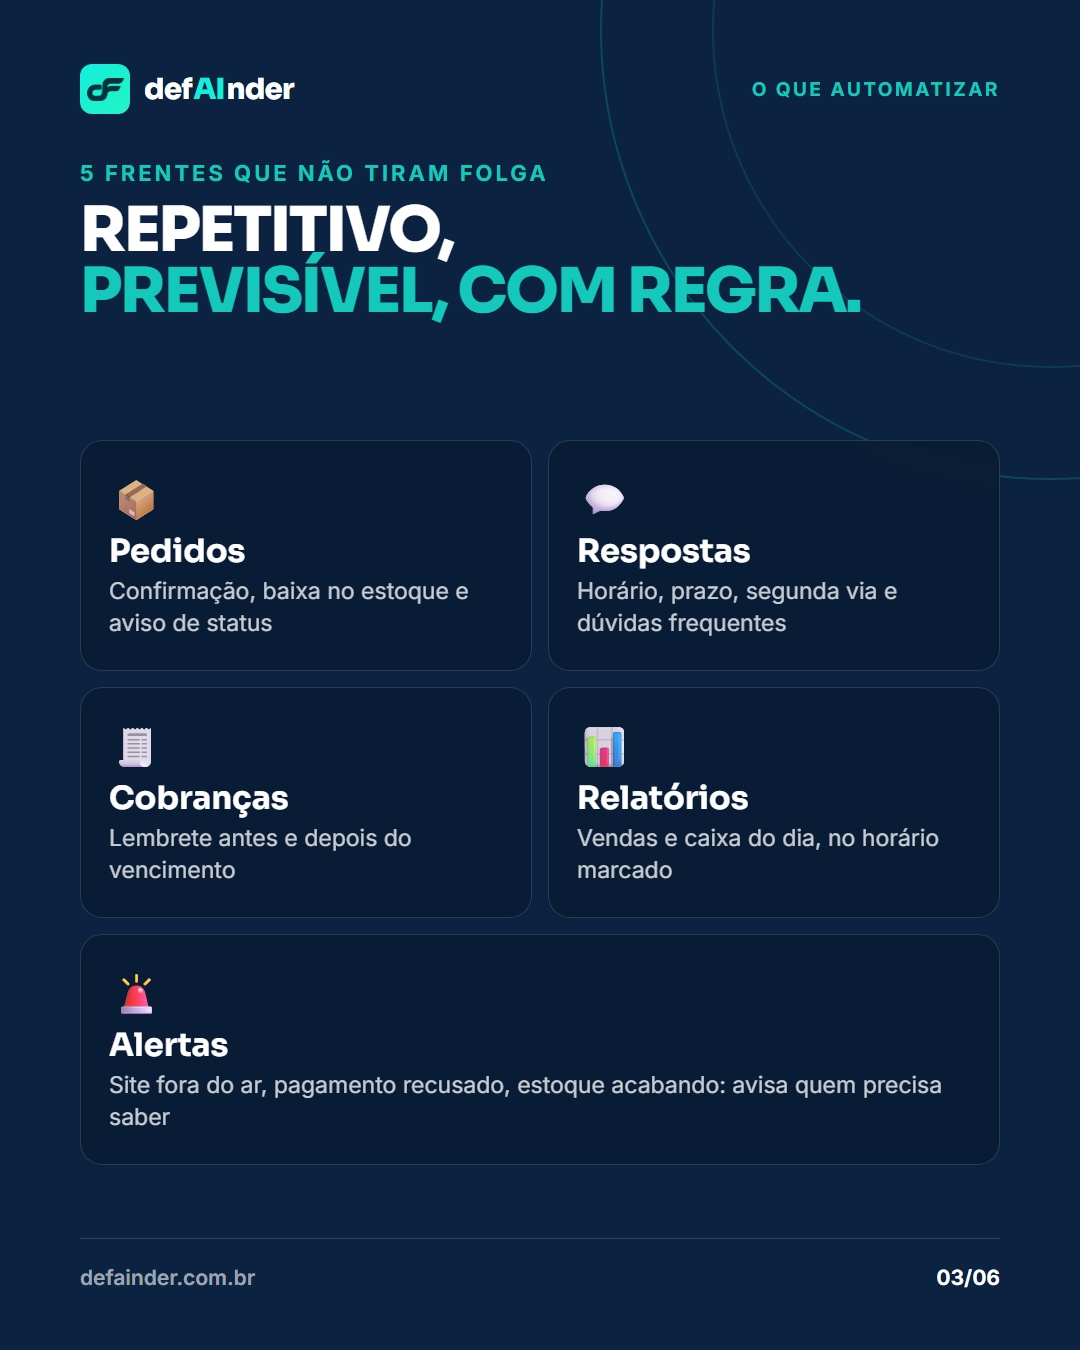 defAInder
O QUE AUTOMATIZAR
5 FRENTES QUE NÃO TIRAM FOLGA
REPETITIVO,
PREVISÍVEL, COM REGRA.
Pedidos
Confirmação, baixa no estoque e
aviso de status
Respostas
Horário, prazo, segunda via e
dúvidas frequentes
Cobranças
Lembrete antes e depois do
vencimento
Relatórios
Vendas e caixa do dia, no horário
marcado
Alertas
Site fora do ar, pagamento recusado, estoque acabando: avisa quem precisa
saber
defainder.com.br
03/06